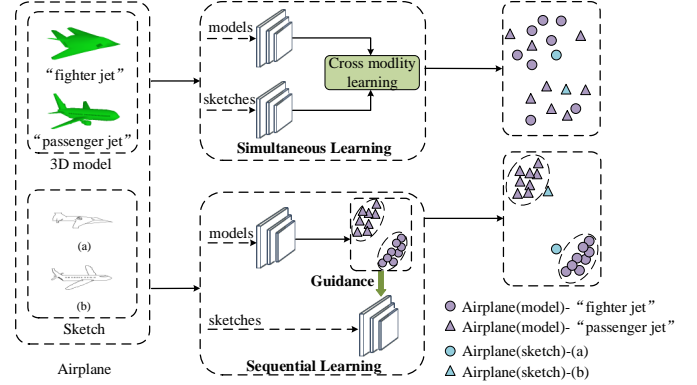 “fighter jet”
“passenger jet”
3D model
(a)
(b)
Sketch
Airplane
models
sketches
Cross modlity
learning
Simultaneous Learning
models
Guidance
sketches
Sequential Learning
Airplane(model)-“fighter jet”
Airplane(model)-“passenger jet”
Airplane(sketch)-(a)
Airplane(sketch)-(b)